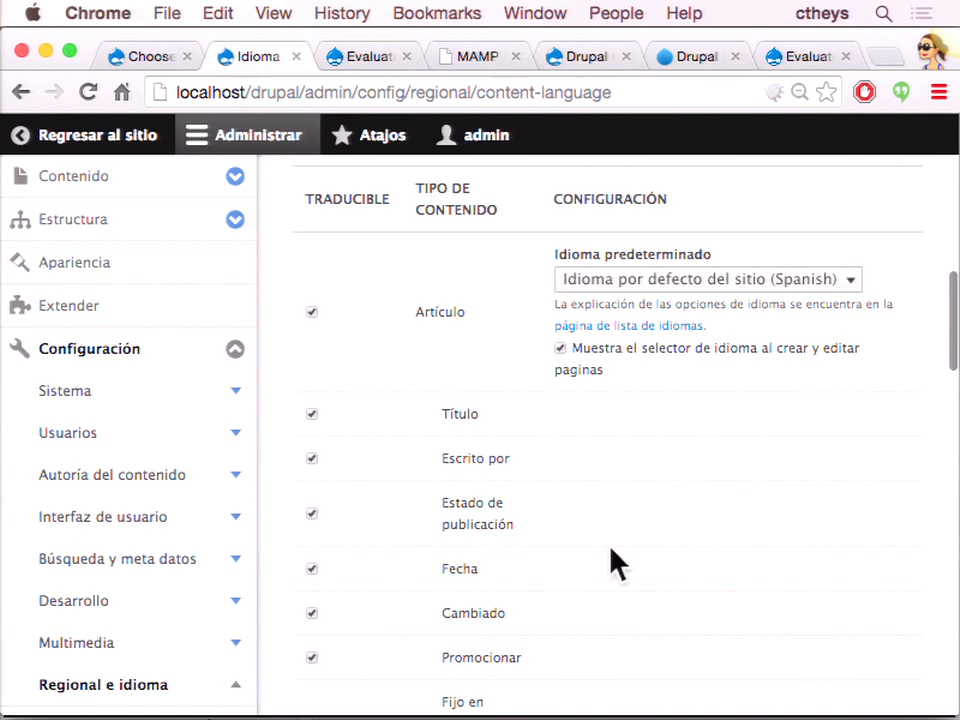 Chrome File Edit View History Bookmarks Window People Help ctheys
Choose Idioma Evaluat MAMP Drupal Drupal Evaluat
localhost/drupal/admin/config/regional/content-language
Regresar al sitio Administrar Atajos admin
Contenido
Estructura
Apariencia
Extender
Configuración
Sistema
Usuarios
Autoría del contenido
Interfaz de usuario
Búsqueda y meta datos
Desarrollo
Multimedia
Regional e idioma
TRADUCIBLE
TIPO DE
CONTENIDO
CONFIGURACIÓN
Artículo
Idioma predeterminado
Idioma por defecto del sitio (Spanish)
La explicación de las opciones de idioma se encuentra en la
página de lista de idiomas.
Muestra el selector de idioma al crear y editar
paginas
Título
Escrito por
Estado de
publicación
Fecha
Cambiado
Promocionar
Fijo en